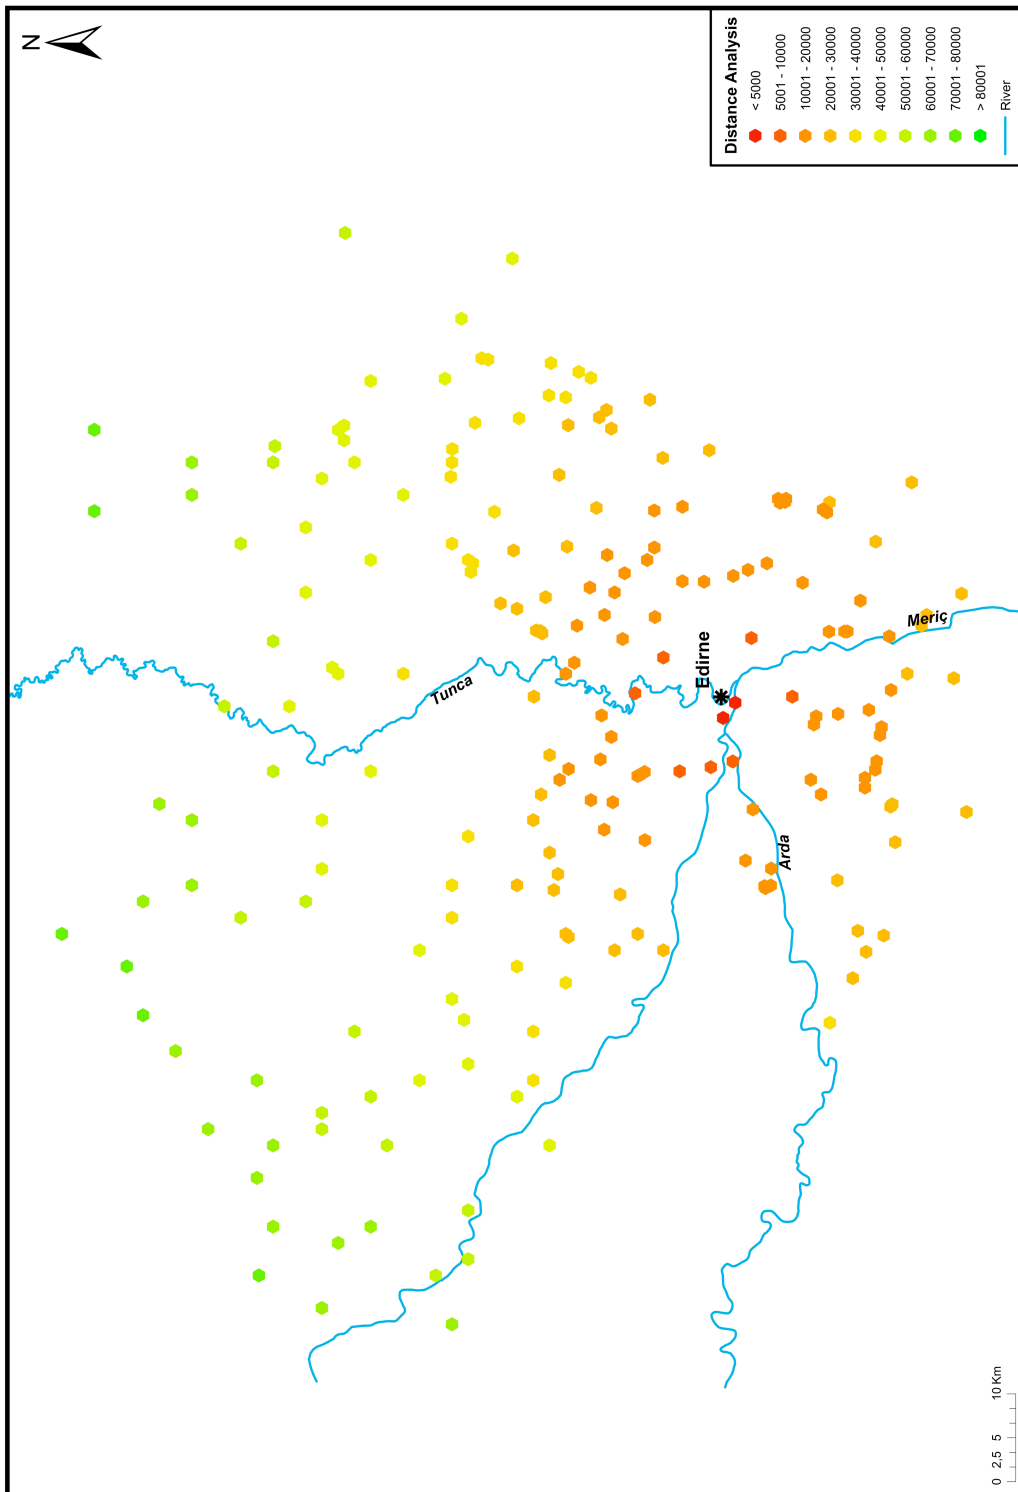 N
Distance Analysis
< 5000
5001 - 10000
10001 - 20000
20001 - 30000
30001 - 40000
40001 - 50000
50001 - 60000
60001 - 70000
70001 - 80000
> 80001
River
Tunca
Edirne
Meriç
Arda
0 2,5 5 10 Km